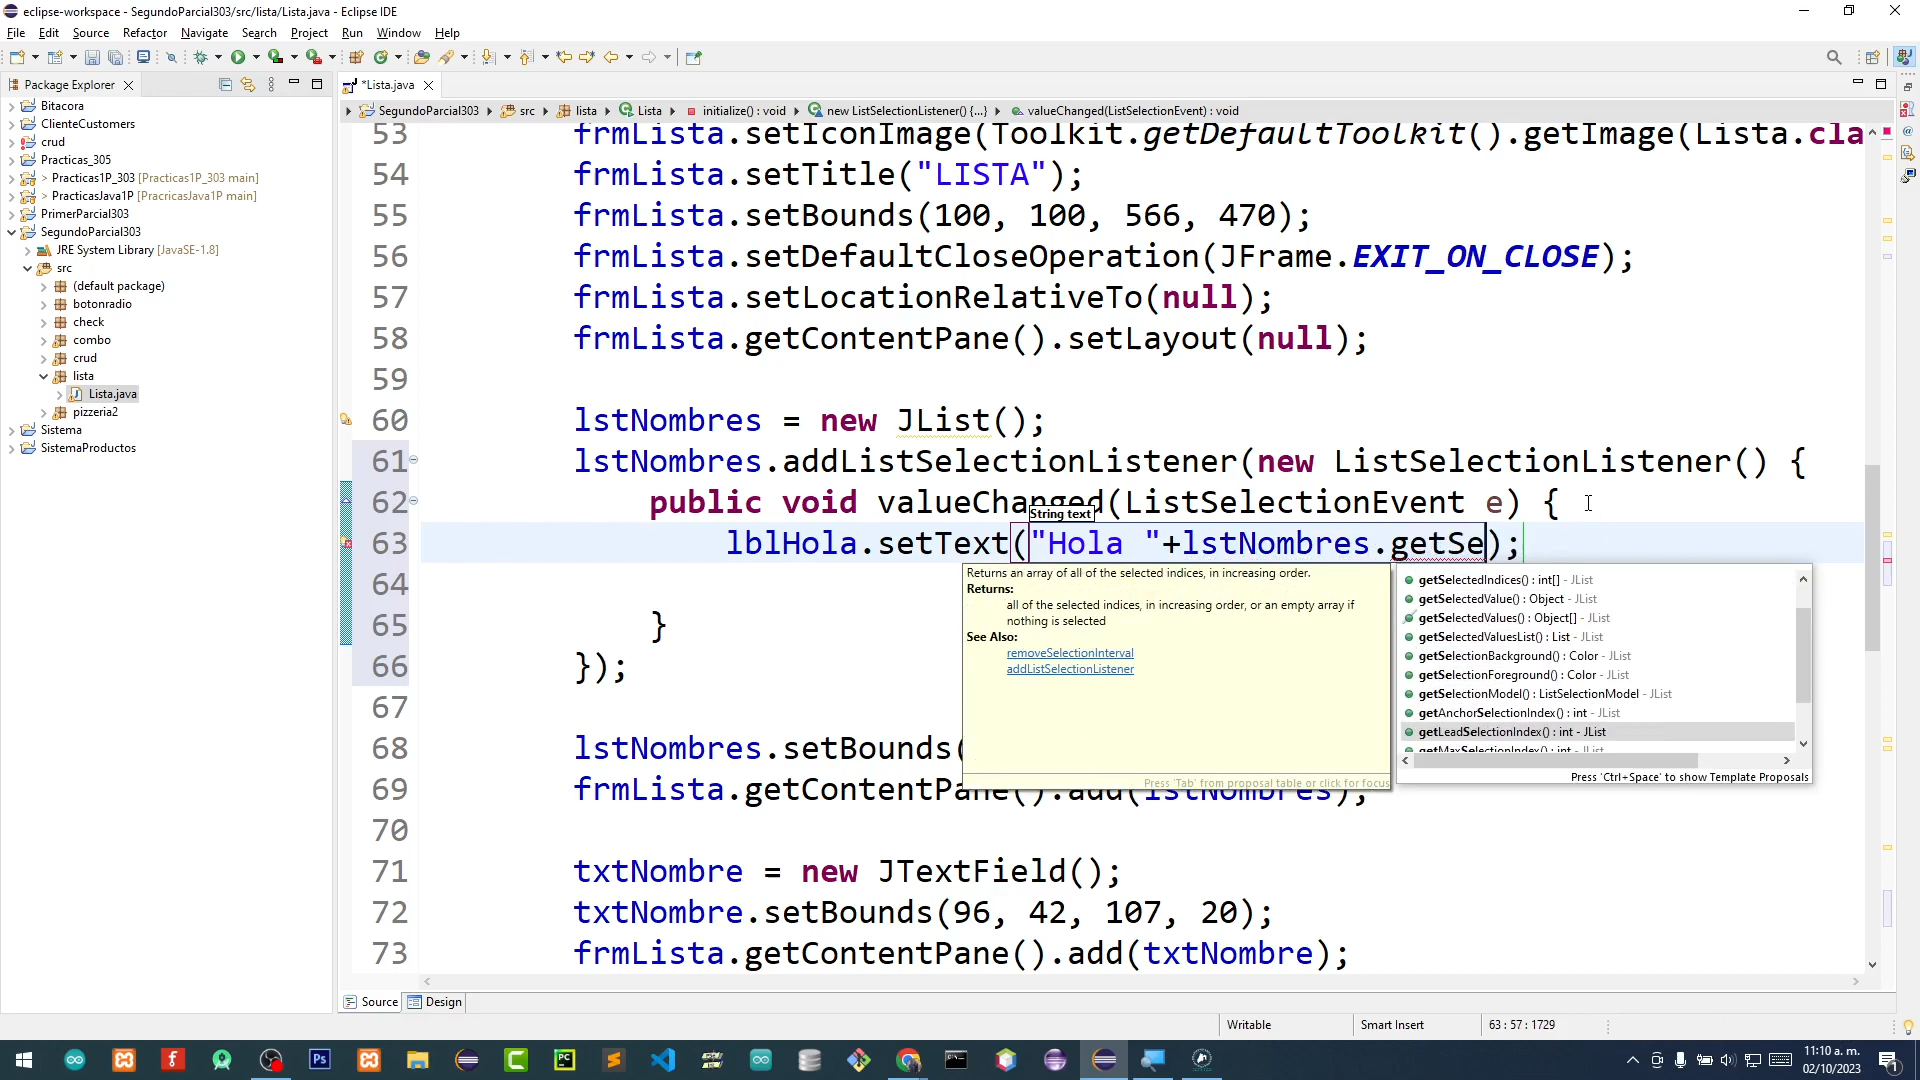 eclipse-workspace - SegundoParcial303/src/lista/Lista.java - Eclipse IDE
File Edit Source Refactor Navigate Search Project Run Window Help
Package Explorer
*Lista.java
SegundoParcial303 src lista Lista initialize() : void new ListSelectionListener() {...} valueChanged(ListSelectionEvent) : void
Bitacora
ClienteCustomers
crud
Practicas_305
> Practicas1P_303 [Practicas1P_303 main]
> PracticasJava1P [PracricasJava1P main]
PrimerParcial303
SegundoParcial303
JRE System Library [JavaSE-1.8]
src
(default package)
botonradio
check
combo
crud
lista
Lista.java
pizzeria2
Sistema
SistemaProductos
53 frmLista.setIconImage(Toolkit.getDefaultToolkit().getImage(Lista.cla
54 frmLista.setTitle("LISTA");
55 frmLista.setBounds(100, 100, 566, 470);
56 frmLista.setDefaultCloseOperation(JFrame.EXIT_ON_CLOSE);
57 frmLista.setLocationRelativeTo(null);
58 frmLista.getContentPane().setLayout(null);
59
60 lstNombres = new JList();
61 lstNombres.addListSelectionListener(new ListSelectionListener() {
62 public void valueChanged(ListSelectionEvent e) {
String text
63 lblHola.setText("Hola "+lstNombres.getSe);
64
65 }
66 });
67
68 lstNombres.setBounds(
69 frmLista.getContentPane().add(lstNombres);
70
71 txtNombre = new JTextField();
72 txtNombre.setBounds(96, 42, 107, 20);
73 frmLista.getContentPane().add(txtNombre);
Returns an array of all of the selected indices, in increasing order.
Returns:
all of the selected indices, in increasing order, or an empty array if
nothing is selected
See Also:
removeSelectionInterval
addListSelectionListener
Press 'Tab' from proposal table or click for focus
getSelectedIndices() : int[] - JList
getSelectedValue() : Object - JList
getSelectedValues() : Object[] - JList
getSelectedValuesList() : List - JList
getSelectionBackground() : Color - JList
getSelectionForeground() : Color - JList
getSelectionModel() : ListSelectionModel - JList
getAnchorSelectionIndex() : int - JList
getLeadSelectionIndex() : int - JList
getMaxSelectionIndex() : int - JList
Press 'Ctrl+Space' to show Template Proposals
Source Design
Writable Smart Insert 63 : 57 : 1729
11:10 a. m.
02/10/2023